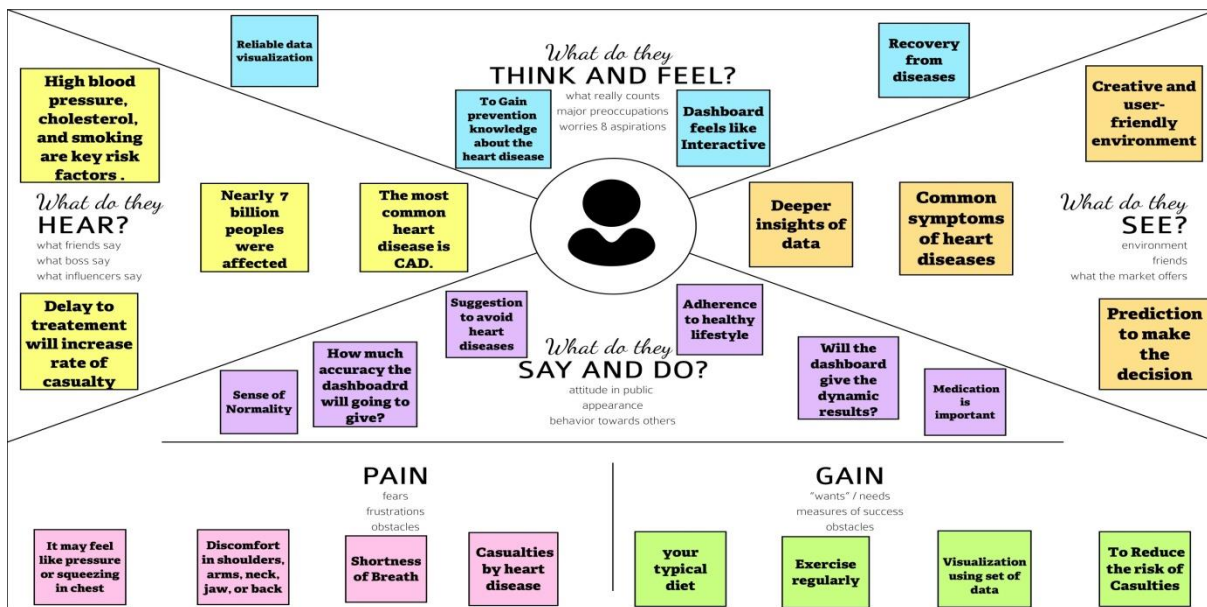 Reliable data
visualization
What do they
THINK AND FEEL?
what really counts
major preoccupations
worries & aspirations
To Gain
prevention
knowledge
about the
heart disease
Dashboard
feels like
Interactive
Recovery
from
diseases
High blood
pressure,
cholesterol,
and smoking
are key risk
factors .
What do they
HEAR?
what friends say
what boss say
what influencers say
Nearly 7
billion
peoples
were
affected
The most
common
heart
disease is
CAD.
Delay to
treatement
will increase
rate of
casualty
Creative and
user-
friendly
environment
Deeper
insights of
data
Common
symptoms
of heart
diseases
What do they
SEE?
environment
friends
what the market offers
Prediction
to make
the
decision
Sense of
Normality
How much
accuracy the
dashboadrd
will going to
give?
Suggestion
to avoid
heart
diseases
What do they
SAY AND DO?
attitude in public
appearance
behavior towards others
Adherence
to healthy
lifestyle
Will the
dashboard
give the
dynamic
results?
Medication
is
important
PAIN
fears
frustrations
obstacles
It may feel
like pressure
or squeezing
in chest
Discomfort
in shoulders,
arms, neck,
jaw, or back
Shortness
of Breath
Casualties
by heart
disease
GAIN
"wants" / needs
measures of success
obstacles
your
typical
diet
Exercise
regularly
Visualization
using set of
data
To Reduce
the risk of
Casulties